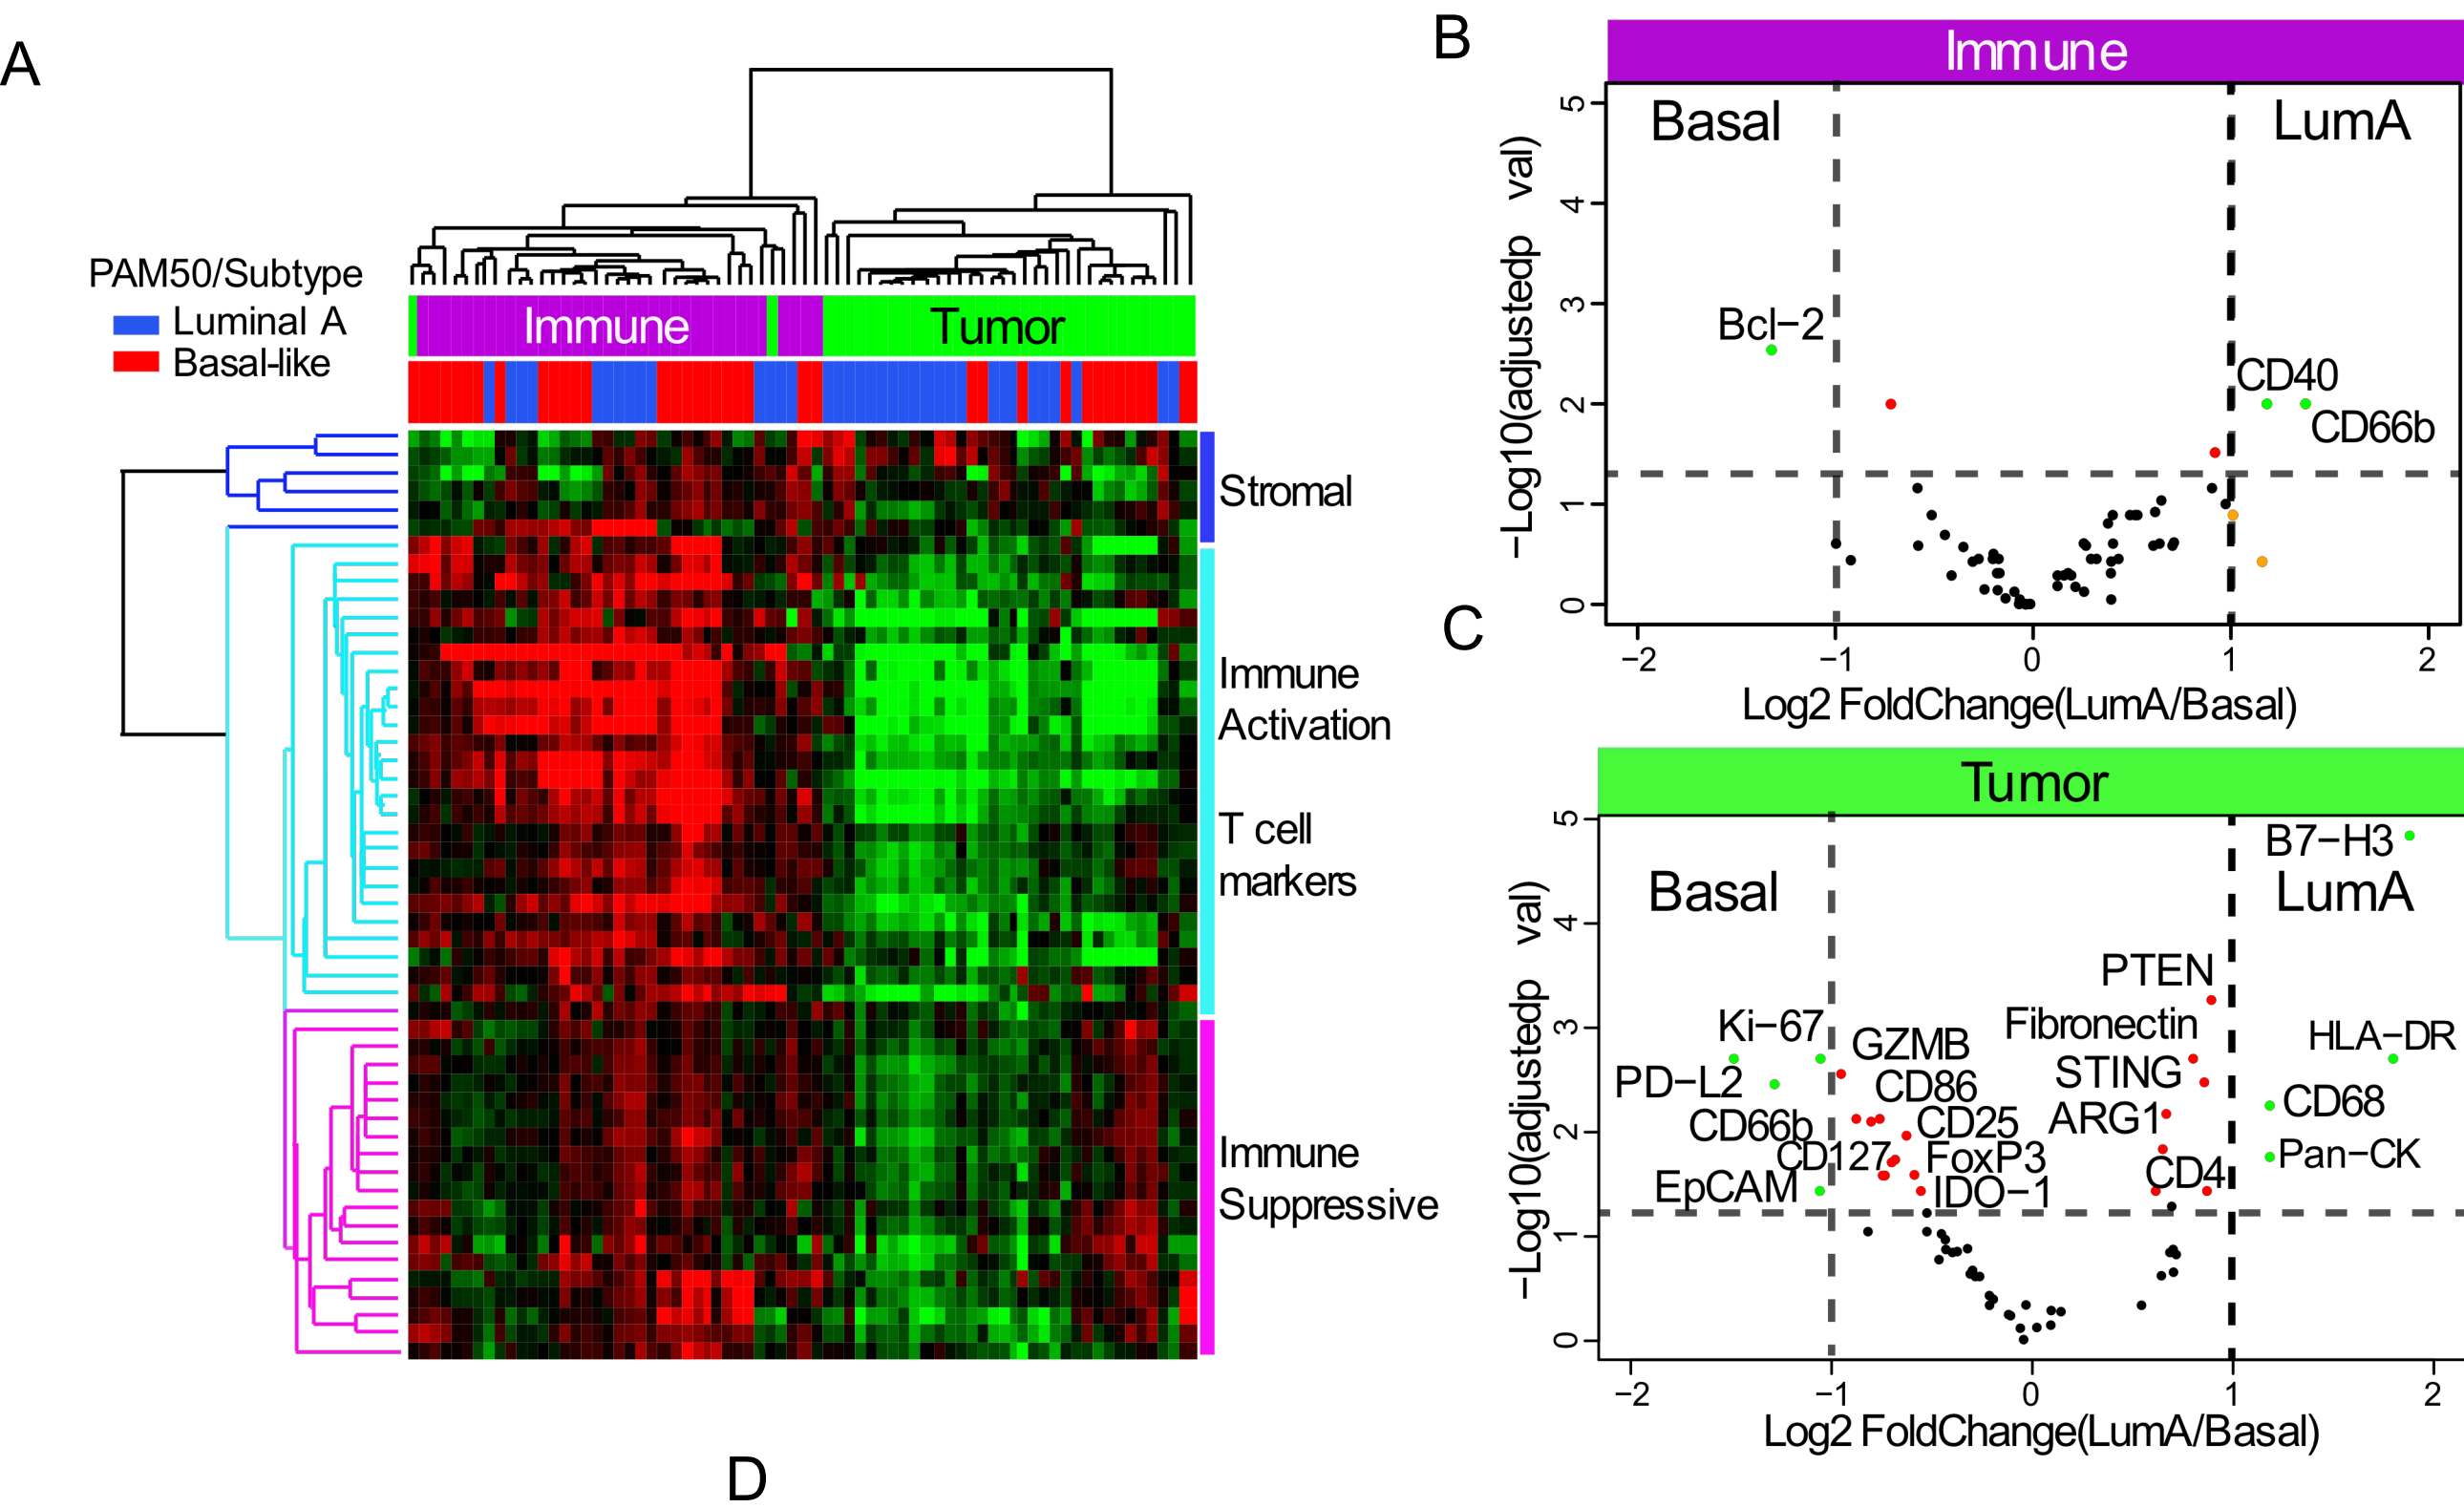 A
PAM50/Subtype
Luminal A
Basal-like
Immune
Tumor
Stromal
Immune
Activation
T cell
markers
Immune
Suppressive
B
Immune
Basal
LumA
Bcl−2
CD40
CD66b
−Log10(adjustedp val)
0
1
2
3
4
5
−2
−1
0
1
2
Log2 FoldChange(LumA/Basal)
C
Tumor
B7−H3
Basal
LumA
PTEN
Ki−67
Fibronectin
HLA−DR
GZMB
PD−L2
CD86
STING
CD68
CD66b
CD25
ARG1
CD127
FoxP3
Pan−CK
EpCAM
IDO−1
CD4
−Log10(adjustedp val)
0
1
2
3
4
5
−2
−1
0
1
2
Log2 FoldChange(LumA/Basal)
D